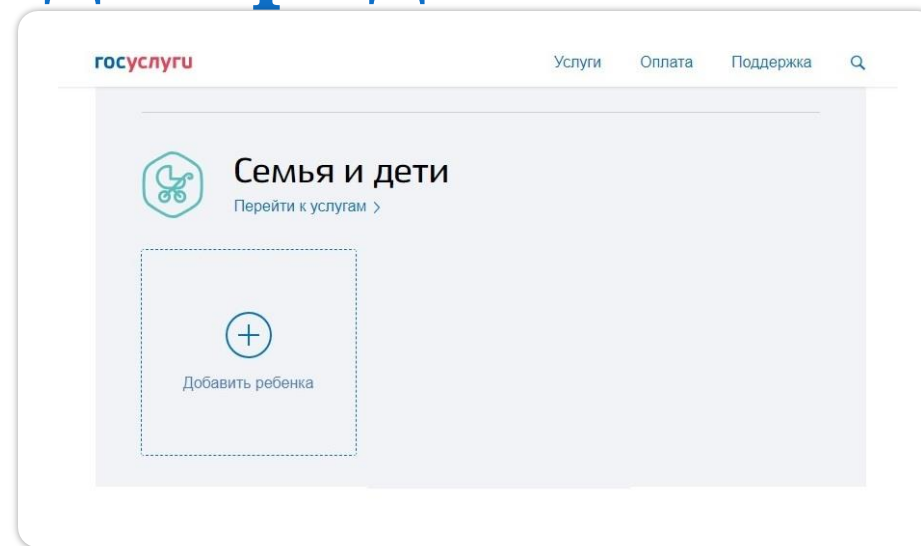 госуслуги Услуги Оплата Поддержка
Семья и дети
Перейти к услугам >
Добавить ребенка